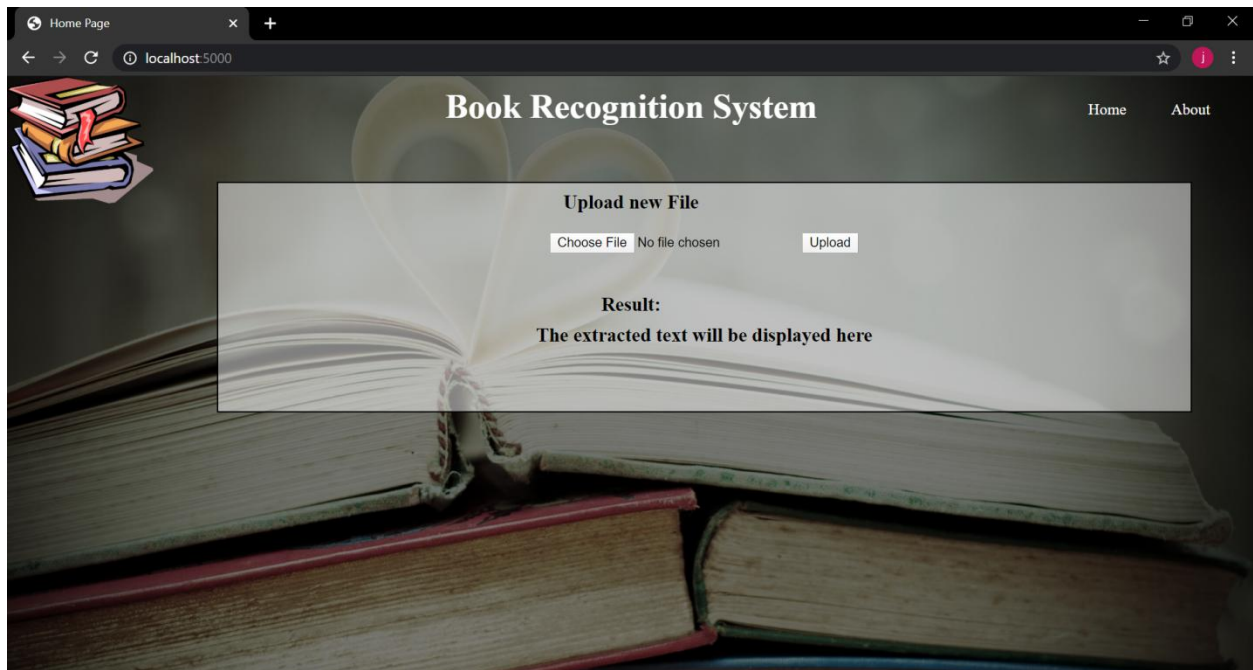 Home Page
localhost:5000
j
Book Recognition System
Home About
Upload new File
Choose File No file chosen Upload
Result:
The extracted text will be displayed here